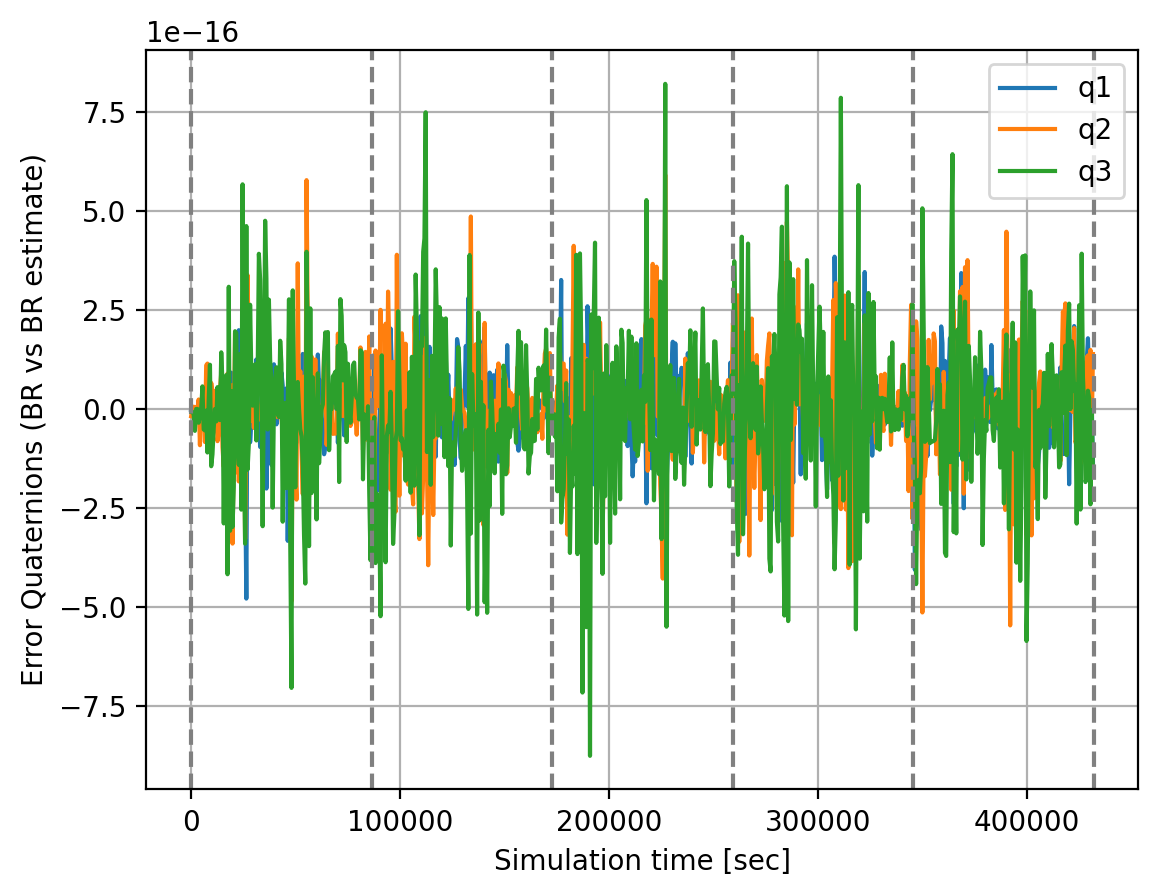 1e−16
7.5
5.0
2.5
0.0
−2.5
−5.0
−7.5
Error Quaternions (BR vs BR estimate)
q1
q2
q3
0 100000 200000 300000 400000
Simulation time [sec]